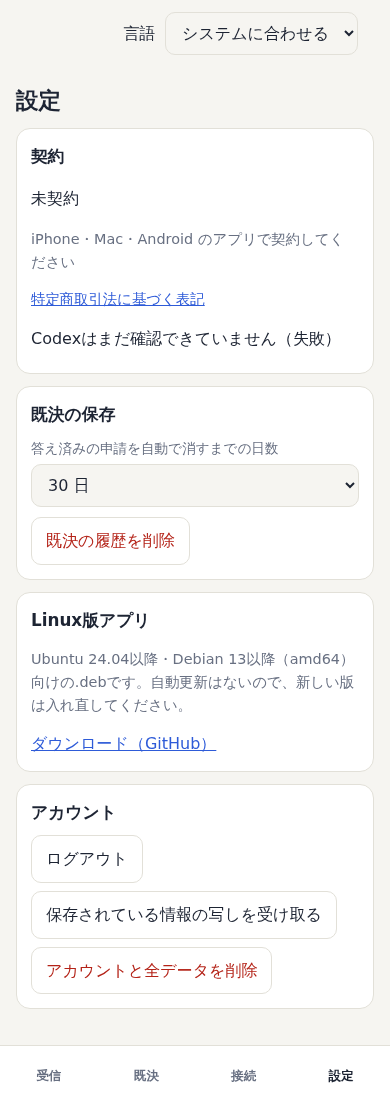 言語 システムに合わせる
設定
契約
未契約
iPhone・Mac・Android のアプリで契約してく
ださい
特定商取引法に基づく表記
Codexはまだ確認できていません（失敗）
既決の保存
答え済みの申請を自動で消すまでの日数
30 日
既決の履歴を削除
Linux版アプリ
Ubuntu 24.04以降・Debian 13以降（amd64）
向けの.debです。自動更新はないので、新しい版
は入れ直してください。
ダウンロード（GitHub）
アカウント
ログアウト
保存されている情報の写しを受け取る
アカウントと全データを削除
受信 既決 接続 設定